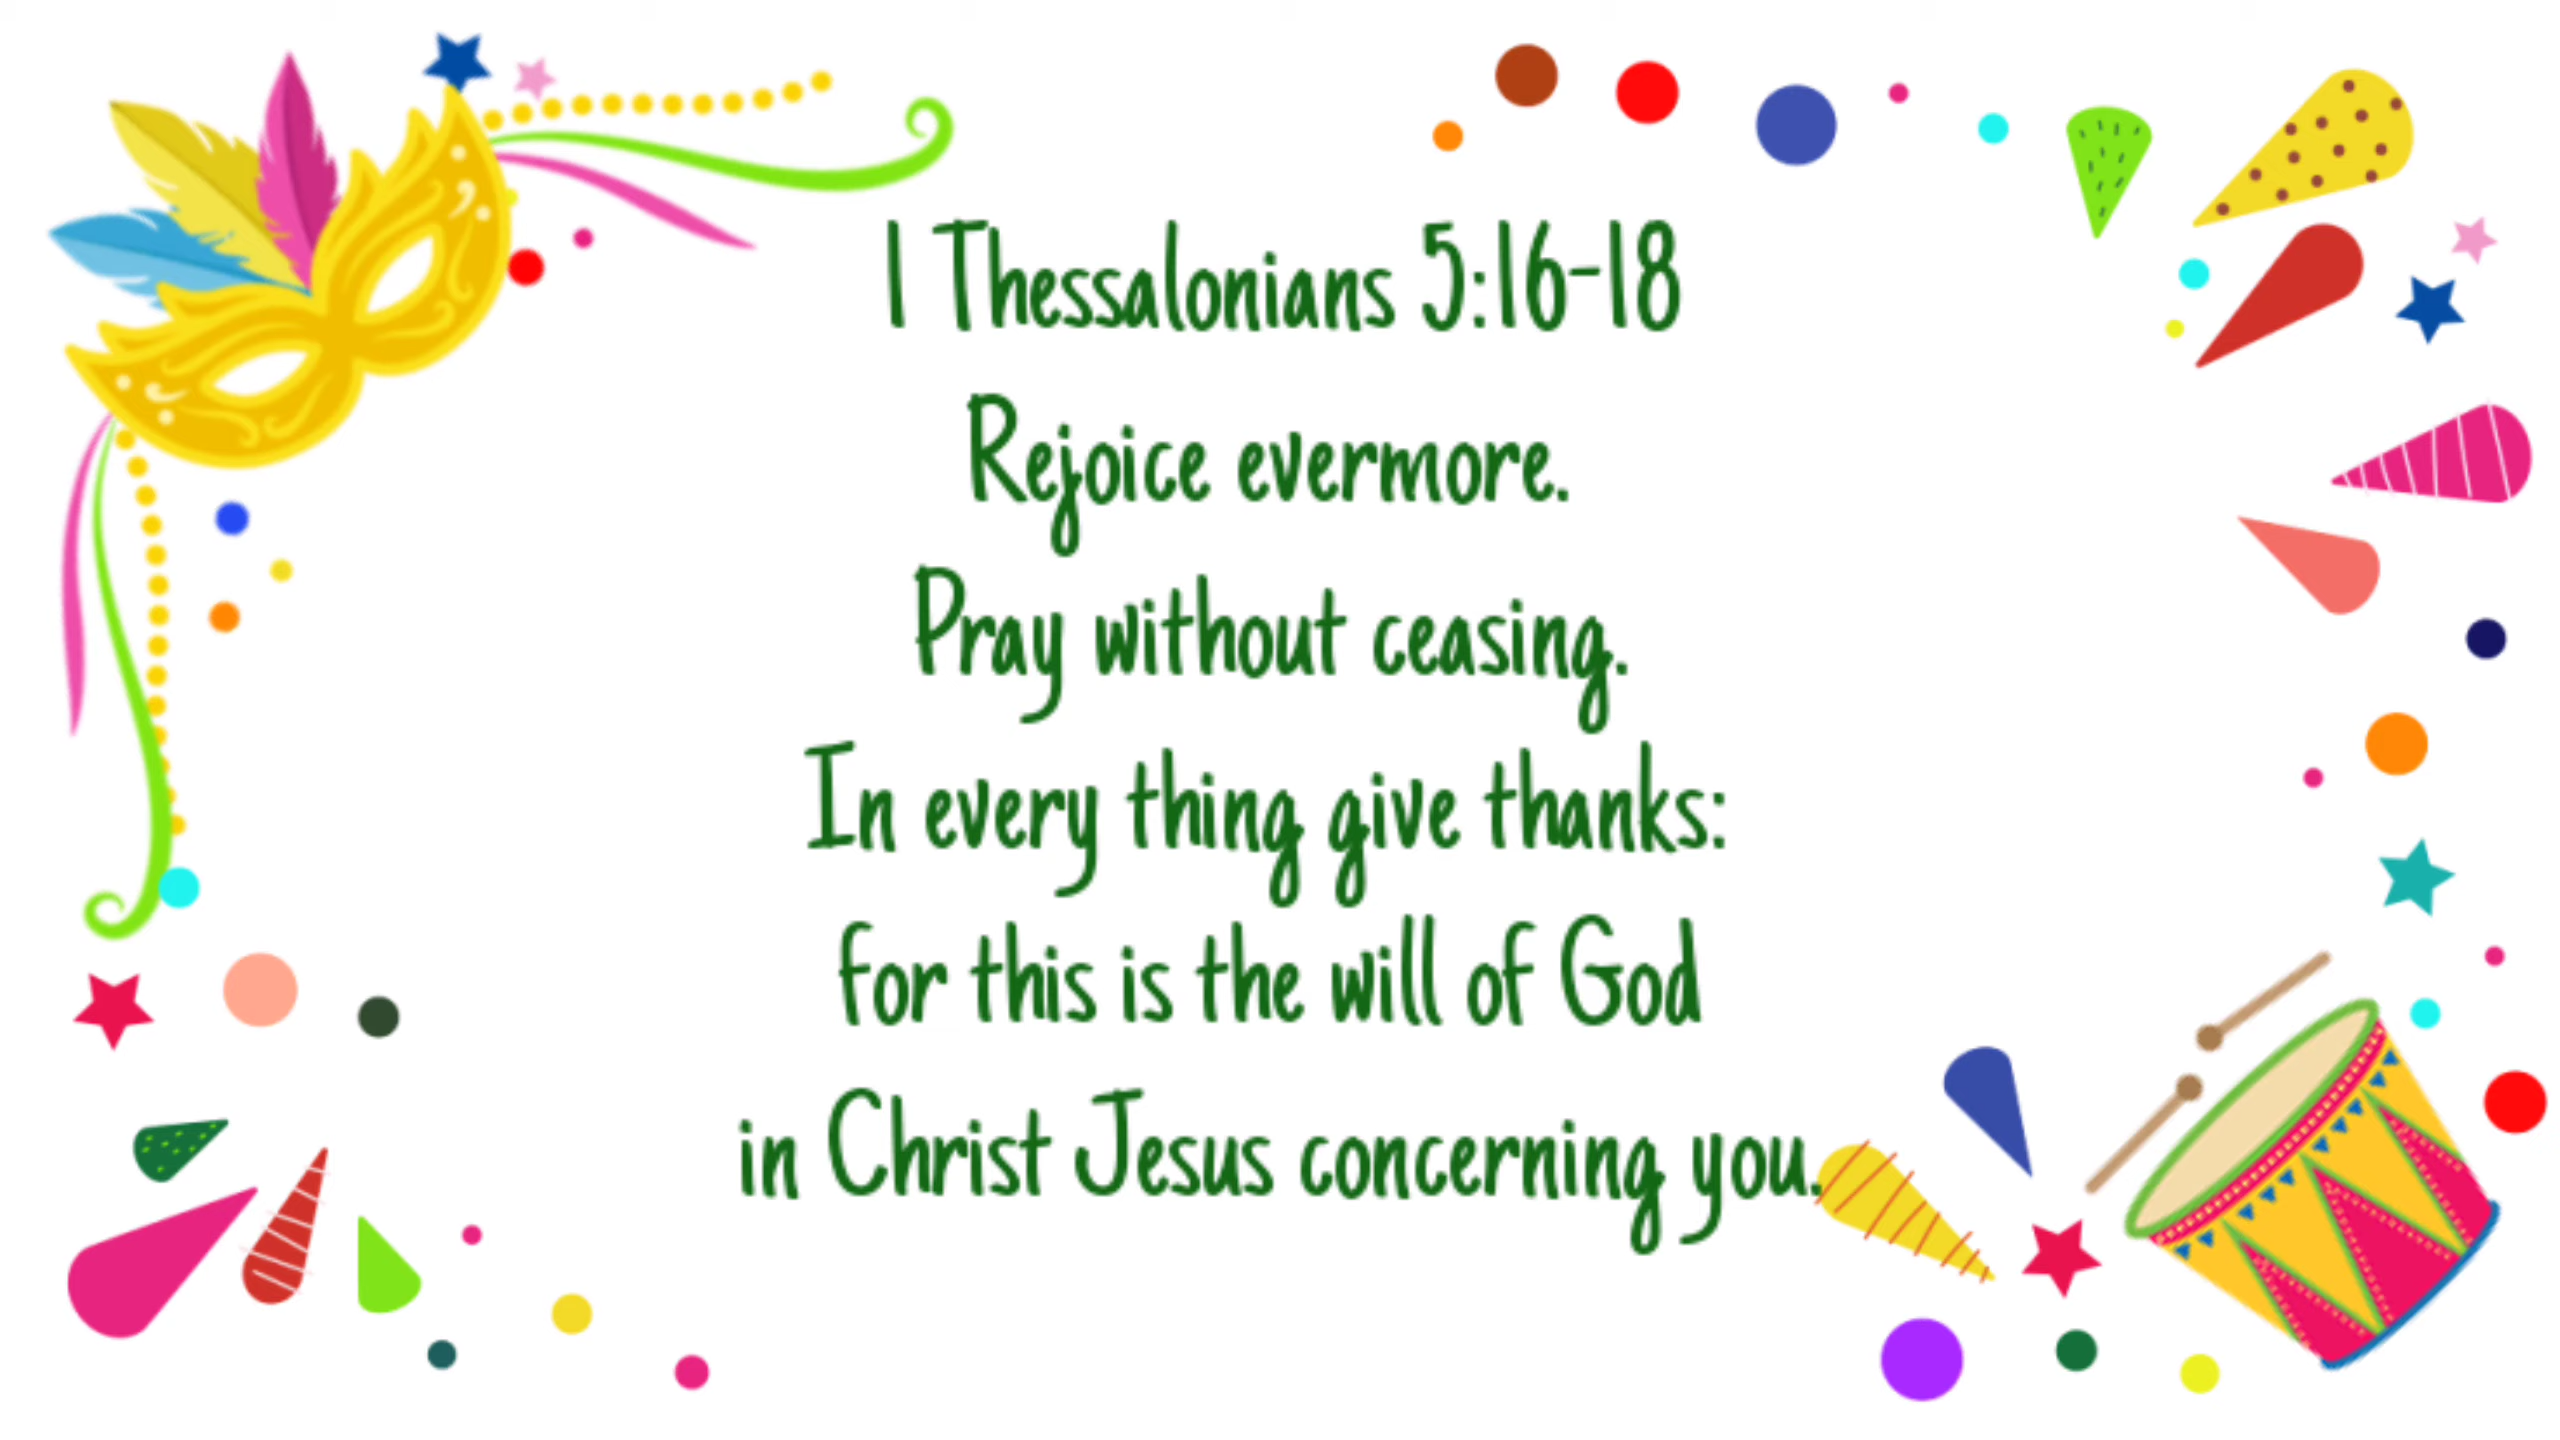 1 Thessalonians 5:16-18
Rejoice evermore.
Pray without ceasing.
In every thing give thanks:
for this is the will of God
in Christ Jesus concerning you.